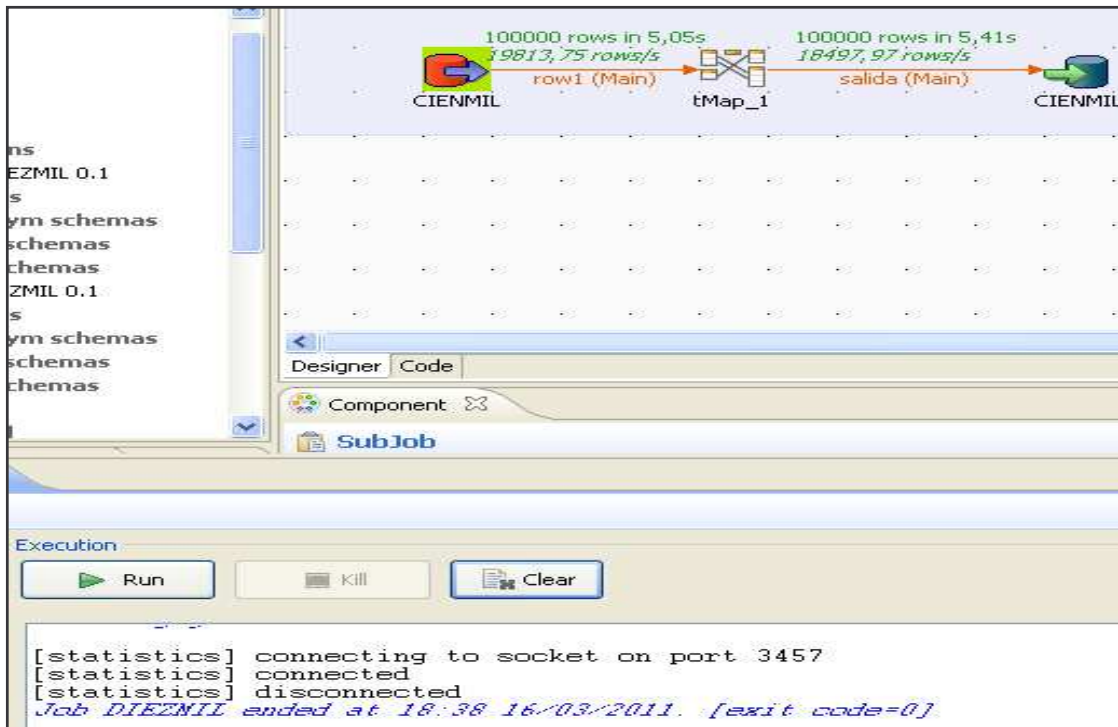 100000 rows in 5,05s
19813,75 rows/s
row1 (Main)
100000 rows in 5,41s
18497,97 rows/s
salida (Main)
CIENMIL
tMap_1
CIENMIL
ns
EZMIL 0.1
s
ym schemas
schemas
chemas
ZMIL 0.1
s
ym schemas
schemas
chemas
Designer
Code
Component
SubJob
Execution
Run
Kill
Clear
[statistics] connecting to socket on port 3457
[statistics] connected
[statistics] disconnected
Job DIEZMIL ended at 18:38 16/03/2011. [exit code=0]